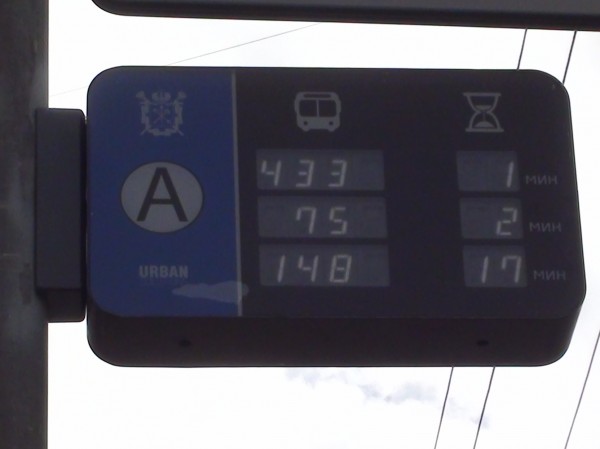 A
URBAN
433 1 мин
75 2 мин
148 17 мин